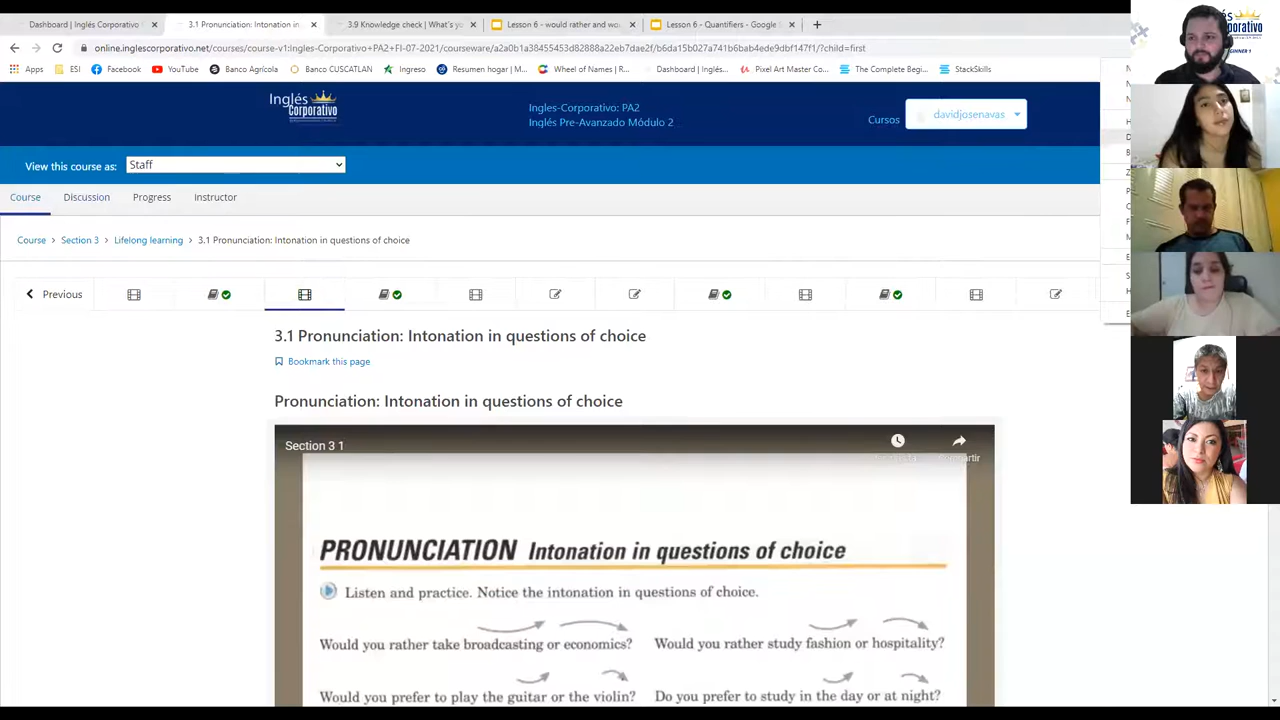 Dashboard | Inglés Corporativo
3.1 Pronunciation: Intonation in
3.9 Knowledge check | What's yo
Lesson 6 - would rather and wo
Lesson 6 - Quantifiers - Google
online.inglescorporativo.net/courses/course-v1:Ingles-Corporativo+PA2+FI-07-2021/courseware/a2a0b1a33e5a453d82888a22eb7dae2f/b6da15b027a741b6bab4ede9dbf147f1/?child=first
Apps
ESI
Facebook
YouTube
Banco Agrícola
Banco CUSCATLAN
Ingreso
Resumen hogar | M...
Wheel of Names | R...
Dashboard | Inglés...
Pixel Art Master Co...
The Complete Begi...
StackSkills
Inglés
Corporativo
Ingles-Corporativo: PA2
Inglés Pre-Avanzado Módulo 2
Cursos
davidjosenavas
View this course as:
Staff
Course
Discussion
Progress
Instructor
Course > Section 3 > Lifelong learning > 3.1 Pronunciation: Intonation in questions of choice
Previous
3.1 Pronunciation: Intonation in questions of choice
Bookmark this page
Pronunciation: Intonation in questions of choice
Section 3 1
PRONUNCIATION Intonation in questions of choice
Listen and practice. Notice the intonation in questions of choice.
Would you rather take broadcasting or economics?
Would you rather study fashion or hospitality?
Would you prefer to play the guitar or the violin?
Do you prefer to study in the day or at night?